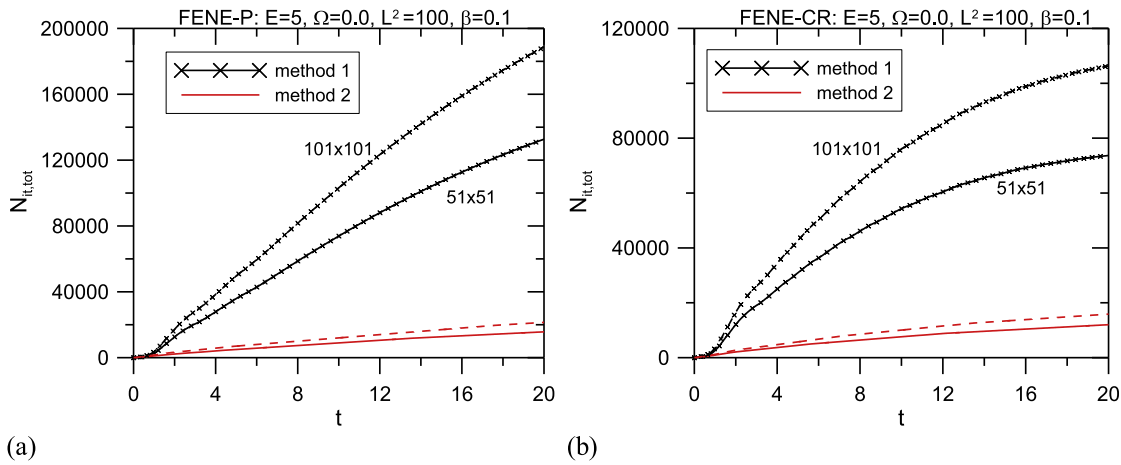 FENE-P: E=5, Ω=0.0, L²=100, β=0.1
200000
160000
120000
80000
40000
0
N_it,tot
method 1
method 2
101x101
51x51
0 4 8 12 16 20
t
(a)
FENE-CR: E=5, Ω=0.0, L²=100, β=0.1
120000
80000
40000
0
N_it,tot
method 1
method 2
101x101
51x51
0 4 8 12 16 20
t
(b)